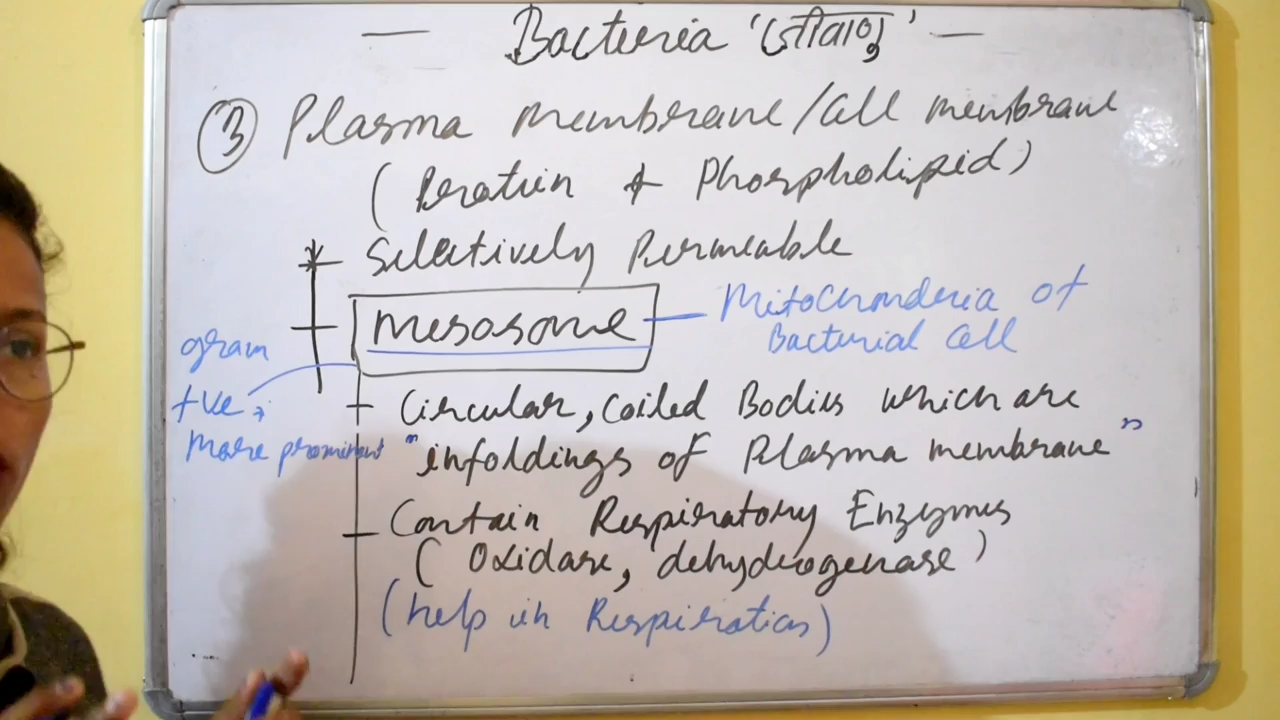 — Bacteria 'जीवाणु' —
③ Plasma membrane/Cell membrane
(Protein & Phospholipid)
Selectively Permeable
Mesosome — Mitochondria of
Bacterial Cell
gram
+ve →
More prominent
Circular, Coiled Bodies which are
"infoldings of Plasma membrane"
Contain Respiratory Enzymes
(Oxidase, dehydrogenase)
(help in Respiration)